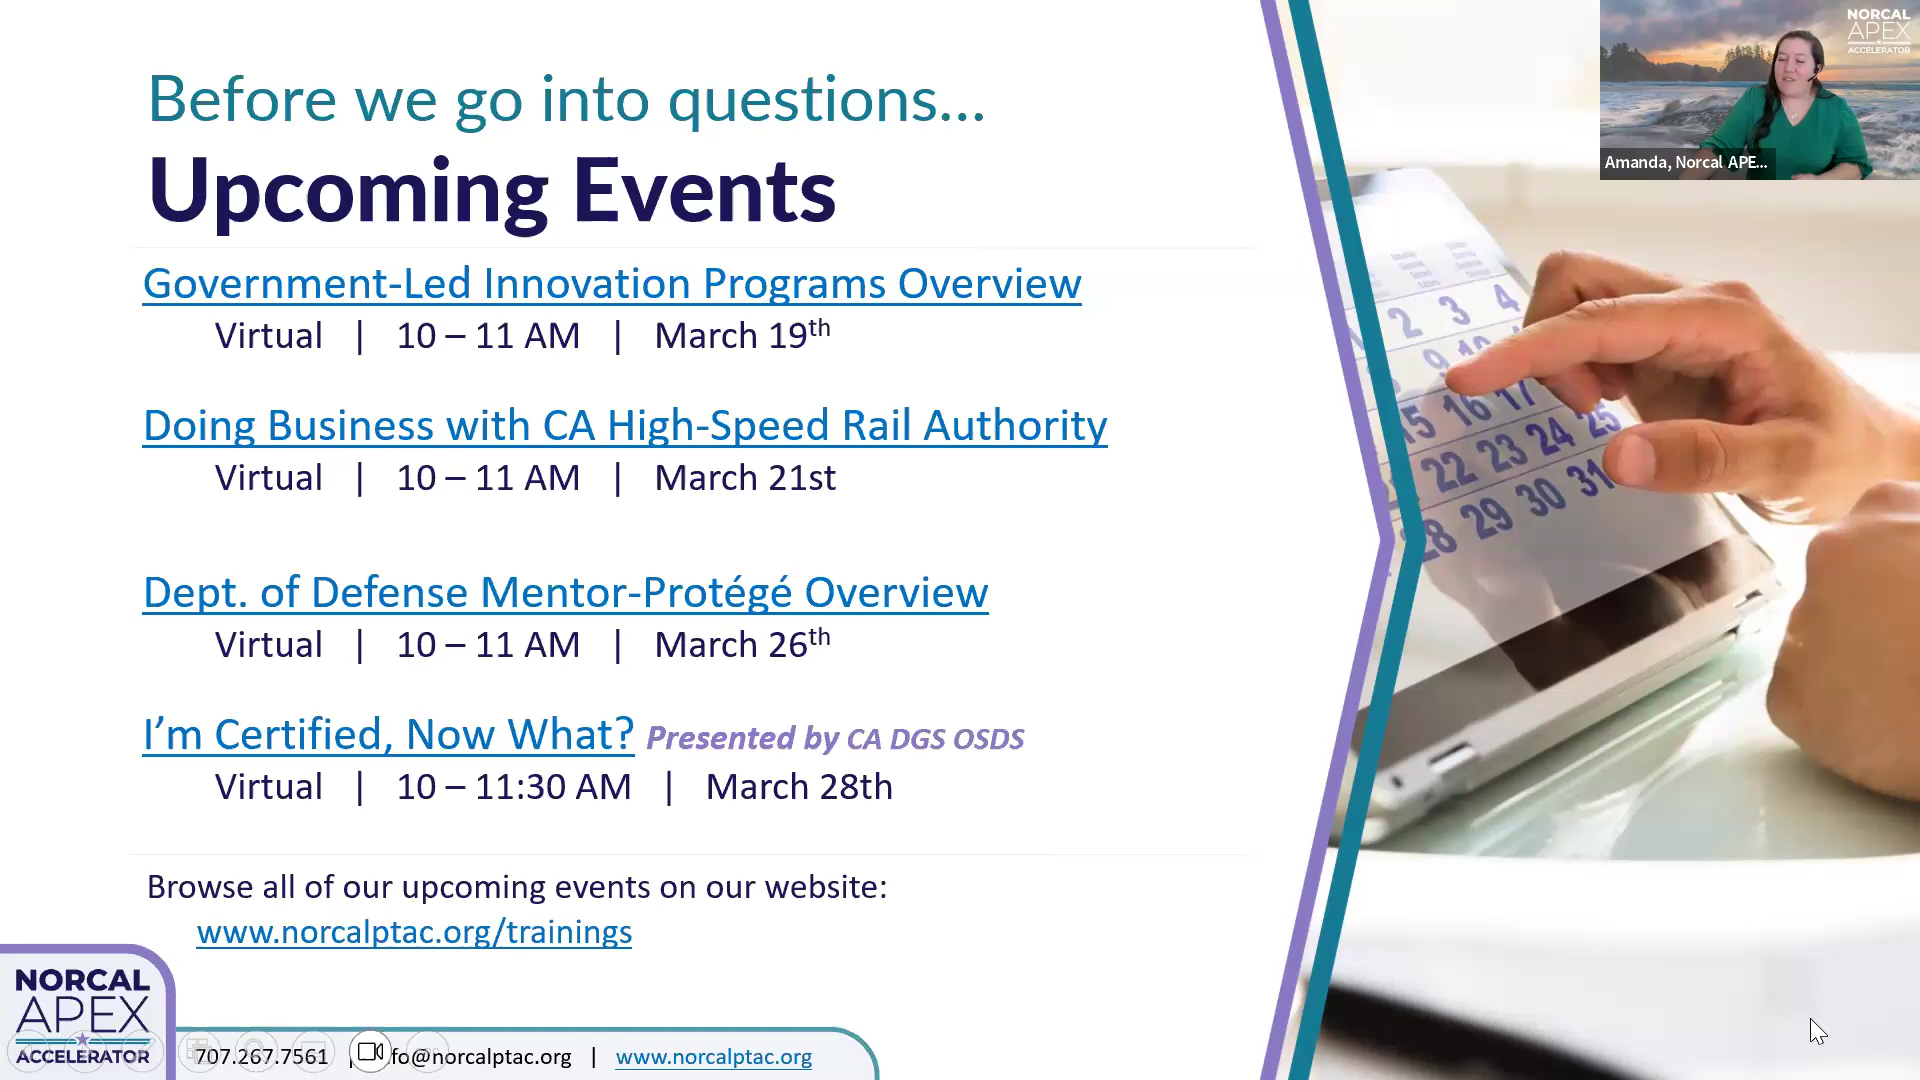 Before we go into questions...
Upcoming Events
Government-Led Innovation Programs Overview
Virtual | 10 – 11 AM | March 19th
Doing Business with CA High-Speed Rail Authority
Virtual | 10 – 11 AM | March 21st
Dept. of Defense Mentor-Protégé Overview
Virtual | 10 – 11 AM | March 26th
I'm Certified, Now What? Presented by CA DGS OSDS
Virtual | 10 – 11:30 AM | March 28th
Browse all of our upcoming events on our website:
www.norcalptac.org/trainings
NORCAL
APEX
ACCELERATOR
707.267.7561 | fo@norcalptac.org | www.norcalptac.org
NORCAL
APEX
ACCELERATOR
Amanda, Norcal APE...
2 3 4
9 10
15 16 17
22 23 24 25
28 29 30 31